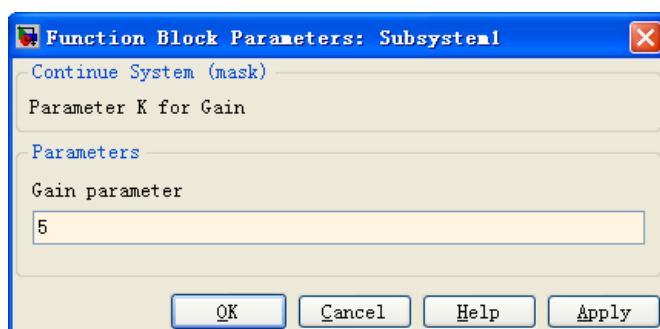 Function Block Parameters: Subsystem1
Continue System (mask)
Parameter K for Gain
Parameters
Gain parameter
5
OK Cancel Help Apply